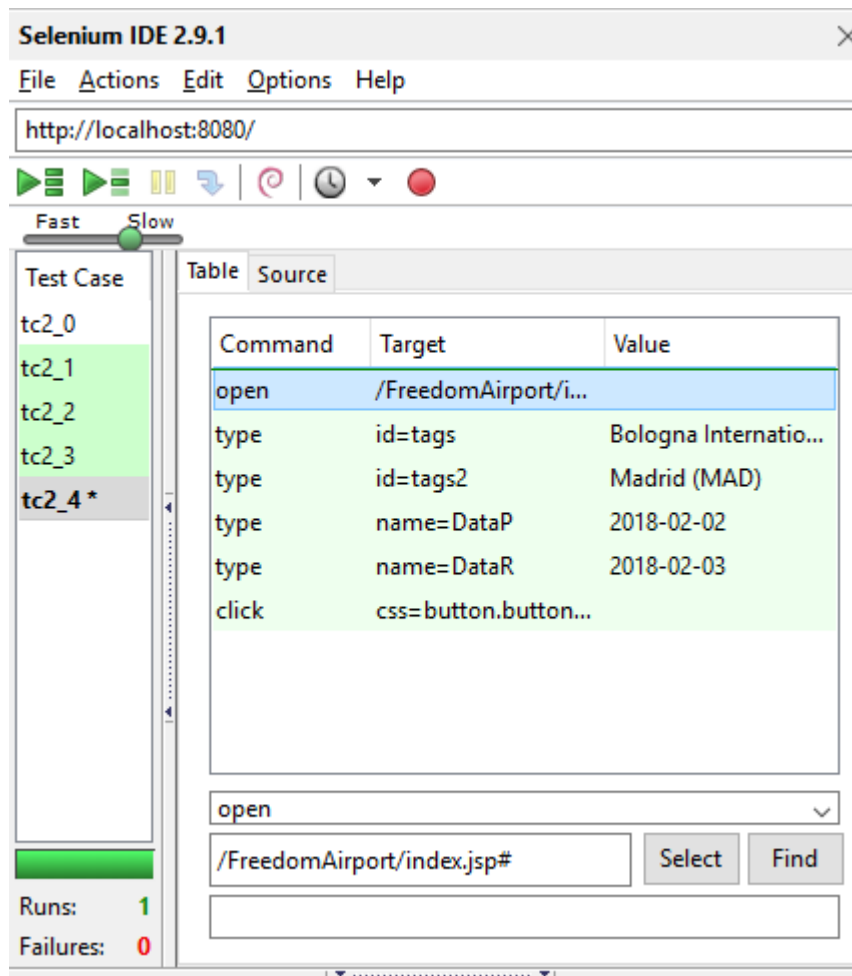 Selenium IDE 2.9.1
File Actions Edit Options Help
http://localhost:8080/
Fast Slow
Test Case
tc2_0
tc2_1
tc2_2
tc2_3
tc2_4 *
Table Source
Command Target Value
open /FreedomAirport/i...
type id=tags Bologna Internatio...
type id=tags2 Madrid (MAD)
type name=DataP 2018-02-02
type name=DataR 2018-02-03
click css=button.button...
open
/FreedomAirport/index.jsp# Select Find
Runs: 1
Failures: 0